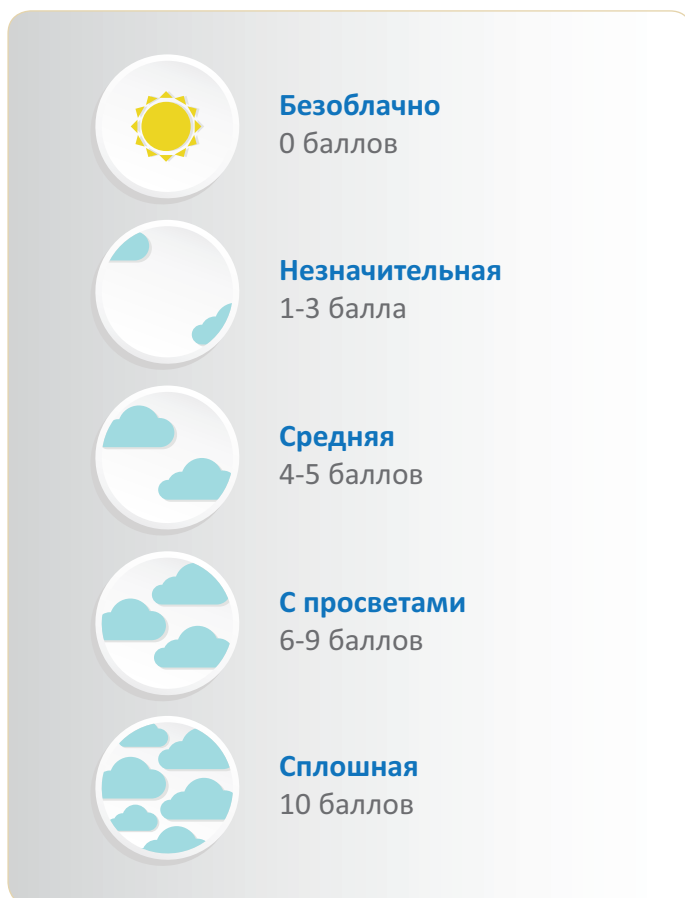 Безоблачно
0 баллов
Незначительная
1-3 балла
Средняя
4-5 баллов
С просветами
6-9 баллов
Сплошная
10 баллов